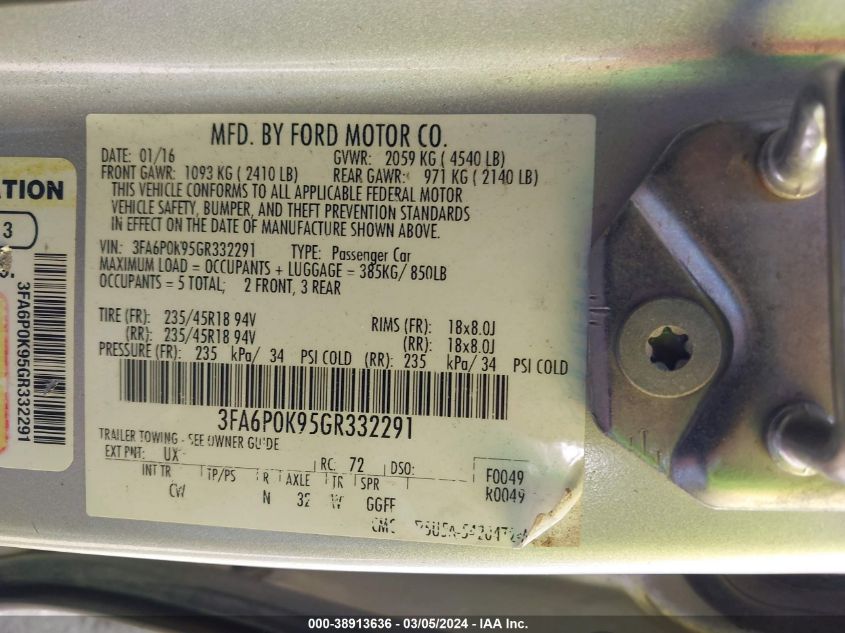 MFD. BY FORD MOTOR CO.
DATE: 01/16 GVWR: 2059 KG ( 4540 LB)
FRONT GAWR: 1093 KG ( 2410 LB) REAR GAWR: 971 KG ( 2140 LB)
THIS VEHICLE CONFORMS TO ALL APPLICABLE FEDERAL MOTOR
VEHICLE SAFETY, BUMPER, AND THEFT PREVENTION STANDARDS
IN EFFECT ON THE DATE OF MANUFACTURE SHOWN ABOVE.
VIN: 3FA6P0K95GR332291 TYPE: Passenger Car
MAXIMUM LOAD = OCCUPANTS + LUGGAGE = 385KG/ 850LB
OCCUPANTS = 5 TOTAL; 2 FRONT, 3 REAR
TIRE (FR): 235/45R18 94V RIMS (FR): 18x8.0J
(RR): 235/45R18 94V (RR): 18x8.0J
PRESSURE (FR): 235 kPa/ 34 PSI COLD (RR): 235 kPa/ 34 PSI COLD
3FA6P0K95GR332291
TRAILER TOWING - SEE OWNER GUIDE
EXT PNT: UX RC: 72 DSO: F0049
INT TR TP/PS R AXLE TR SPR R0049
CW N 32 W GGFF
ATION
3
3FA6P0K95GR332291
000-38913636 - 03/05/2024 - IAA Inc.